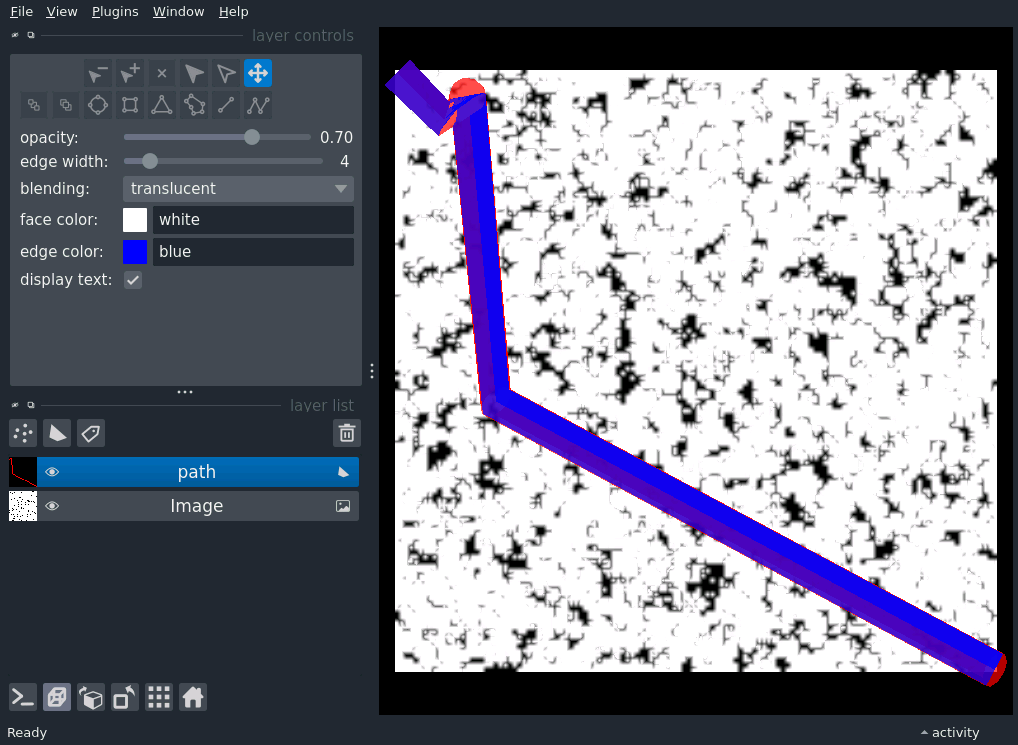 File View Plugins Window Help
layer controls
opacity: 0.70
edge width: 4
blending: translucent
face color: white
edge color: blue
display text:
layer list
path
Image
Ready
activity